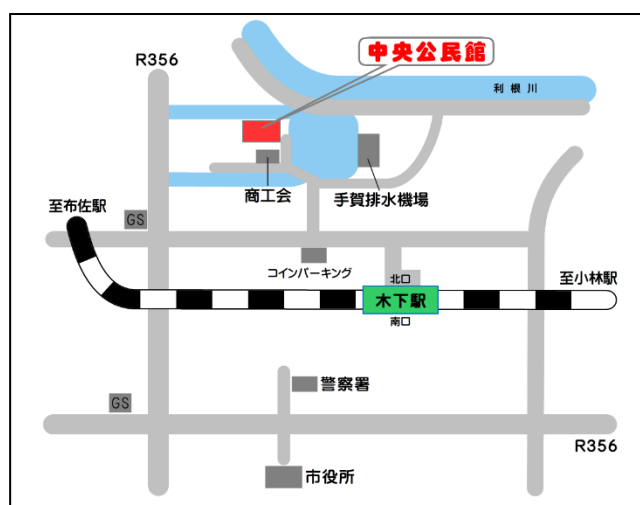 中央公民館
R356
利根川
商工会
手賀排水機場
至布佐駅
GS
コインパーキング
北口
至小林駅
木下駅
南口
警察署
GS
R356
市役所